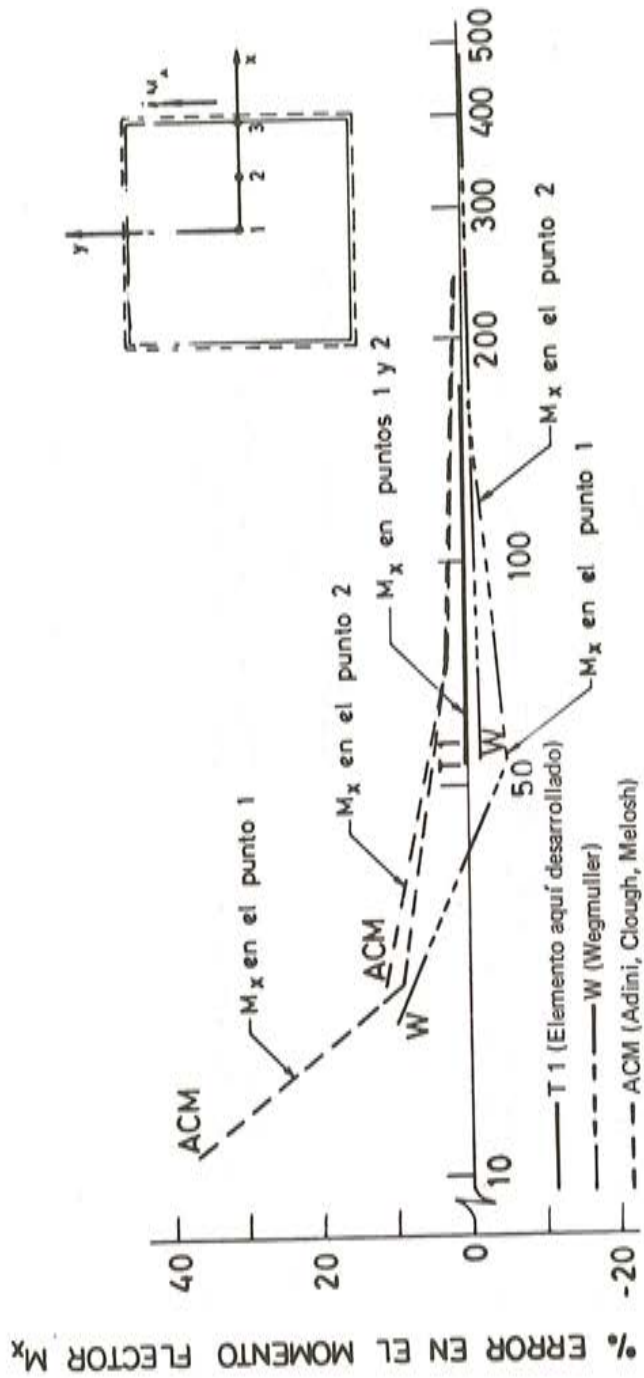 % ERROR EN EL MOMENTO FLECTOR Mx
40
20
0
-20
10
50
100
200
300
400
500
ACM
Mx en el punto 1
ACM
Mx en el punto 2
W
T 1
W
Mx en puntos 1 y 2
Mx en el punto 2
Mx en el punto 1
y
x
1
2
3
T 1 (Elemento aquí desarrollado)
W (Wegmuller)
ACM (Adini, Clough, Melosh)